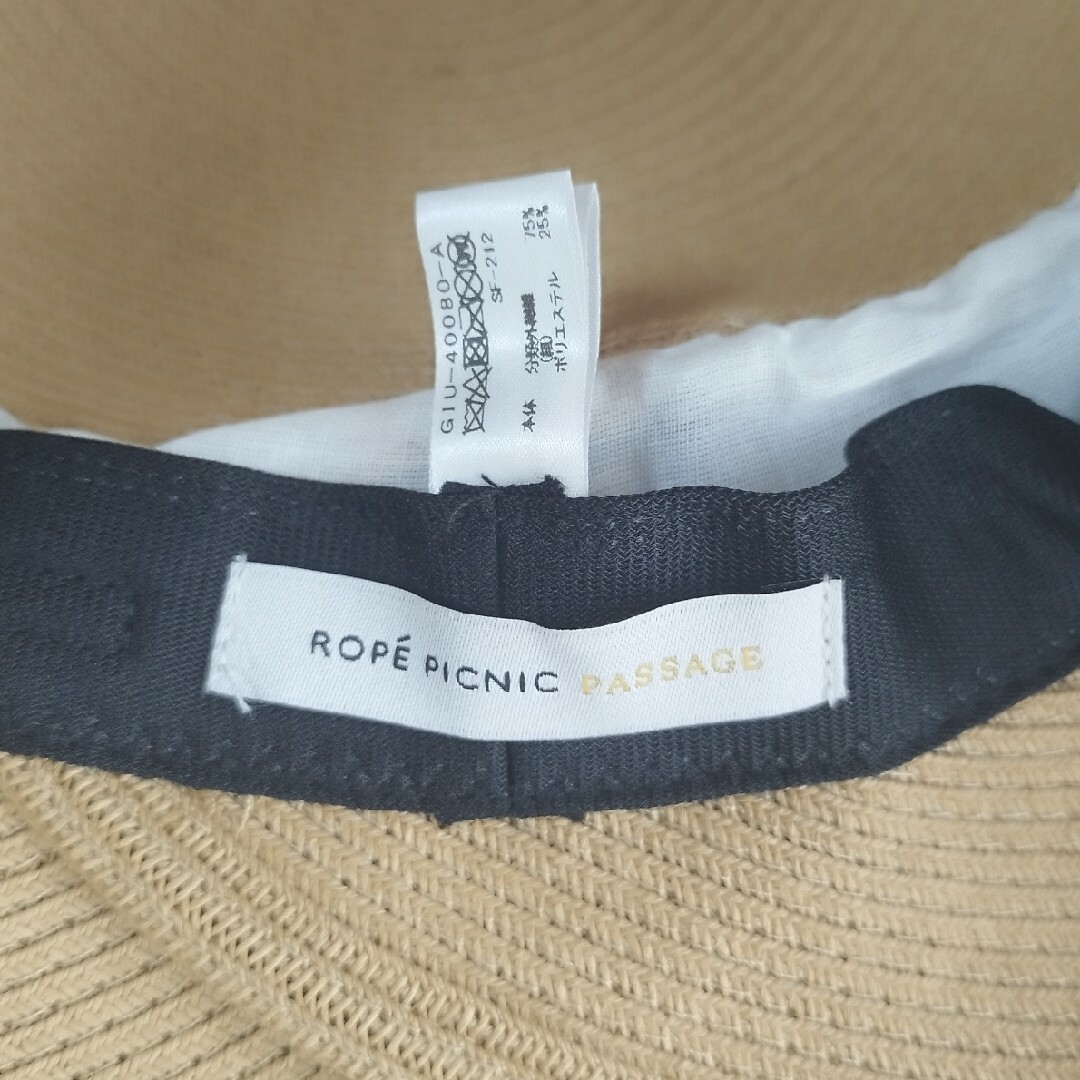 GIU-40080-A
SF-212
本体 分類外繊維 75%
(紙)
ポリエステル 25%
ROPÉ PICNIC PASSAGE